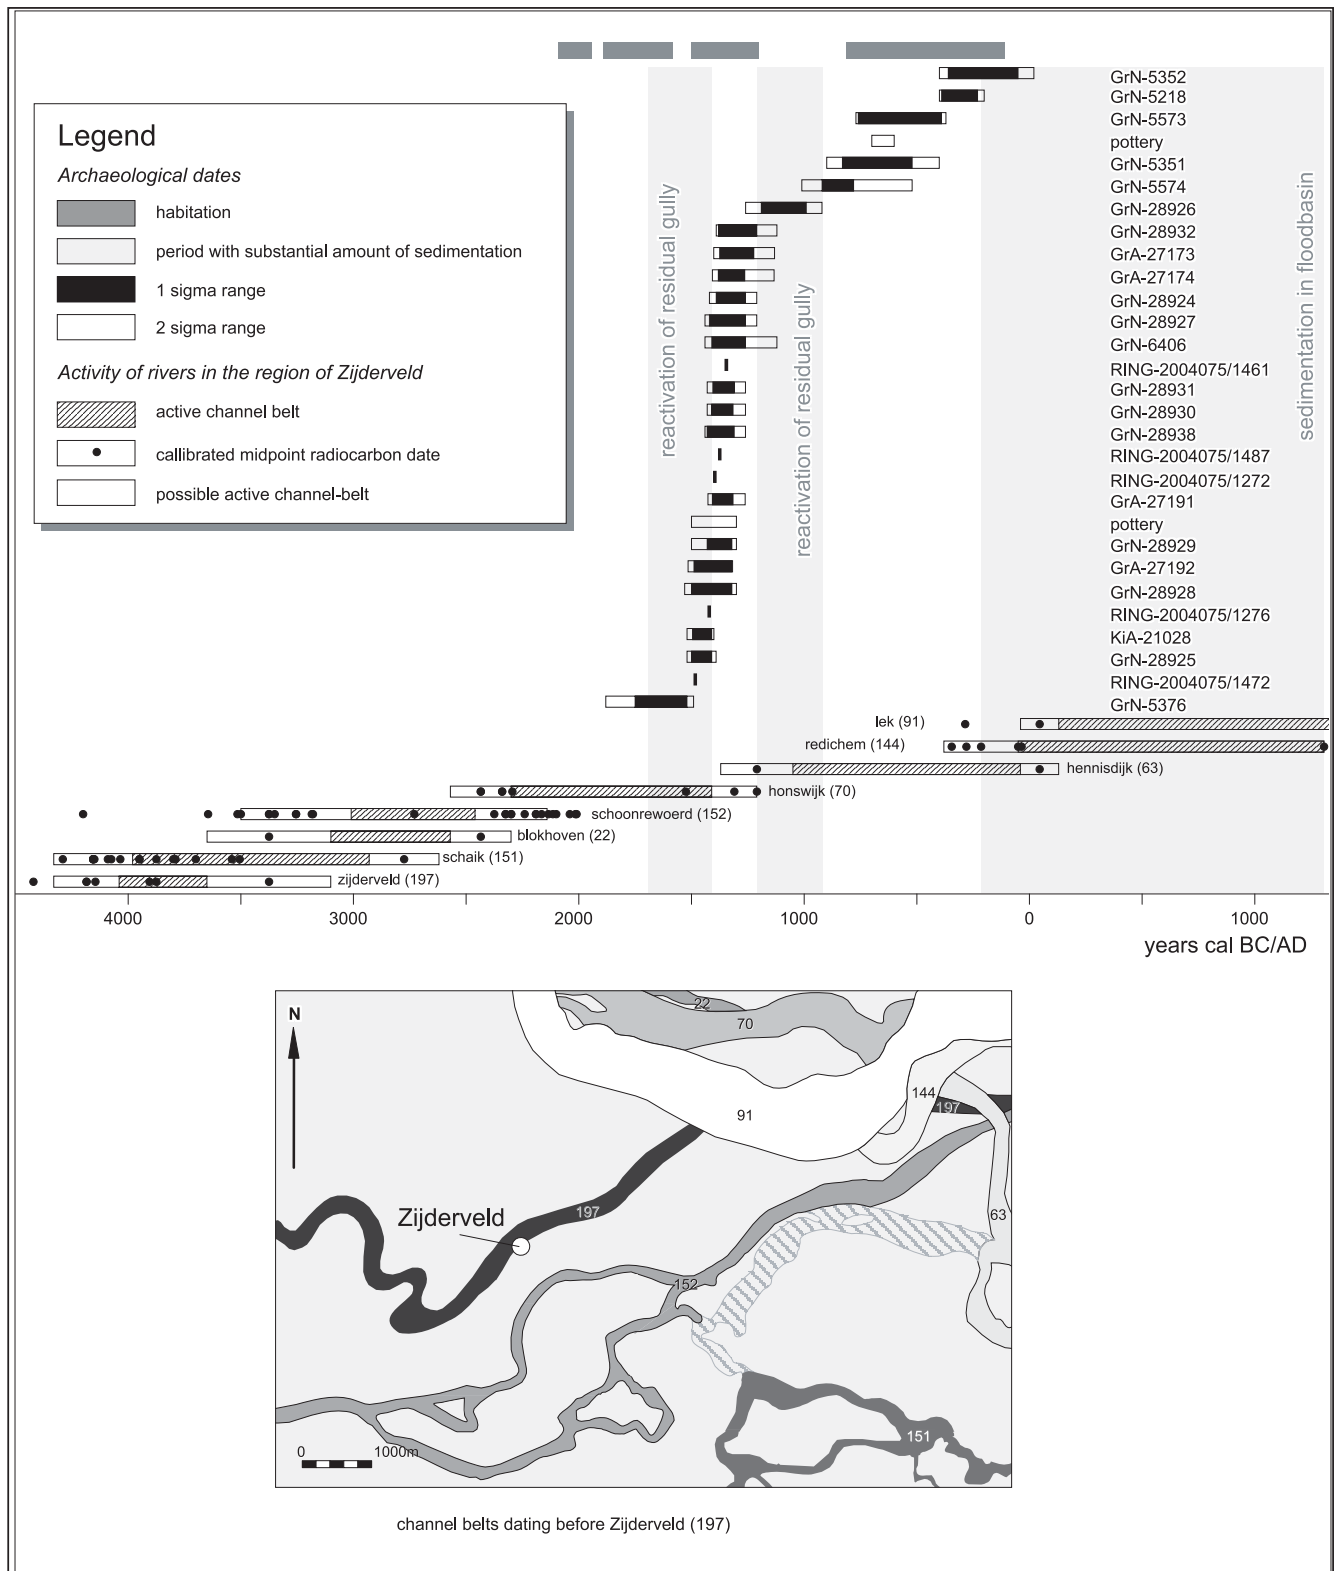 Legend
Archaeological dates
habitation
period with substantial amount of sedimentation
1 sigma range
2 sigma range
Activity of rivers in the region of Zijderveld
active channel belt
callibrated midpoint radiocarbon date
possible active channel-belt
reactivation of residual gully
reactivation of residual gully
sedimentation in floodbasin
GrN-5352
GrN-5218
GrN-5573
pottery
GrN-5351
GrN-5574
GrN-28926
GrN-28932
GrA-27173
GrA-27174
GrN-28924
GrN-28927
GrN-6406
RING-2004075/1461
GrN-28931
GrN-28930
GrN-28938
RING-2004075/1487
RING-2004075/1272
GrA-27191
pottery
GrN-28929
GrA-27192
GrN-28928
RING-2004075/1276
KiA-21028
GrN-28925
RING-2004075/1472
GrN-5376
lek (91)
redichem (144)
hennisdijk (63)
honswijk (70)
schoonrewoerd (152)
blokhoven (22)
schaik (151)
zijderveld (197)
4000 3000 2000 1000 0 1000
years cal BC/AD
N
22
70
144
91
197
Zijderveld
197
63
152
151
0 1000m
channel belts dating before Zijderveld (197)